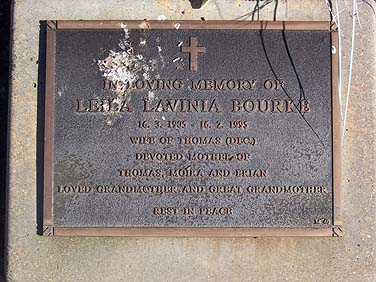 IN LOVING MEMORY OF
LEILA LAVINIA BOURKE
16. 3. 1905 - 16. 2. 1995
WIFE OF THOMAS (DEC.)
DEVOTED MOTHER OF
THOMAS, MOIRA AND BRIAN
LOVED GRANDMOTHER AND GREAT GRANDMOTHER
REST IN PEACE